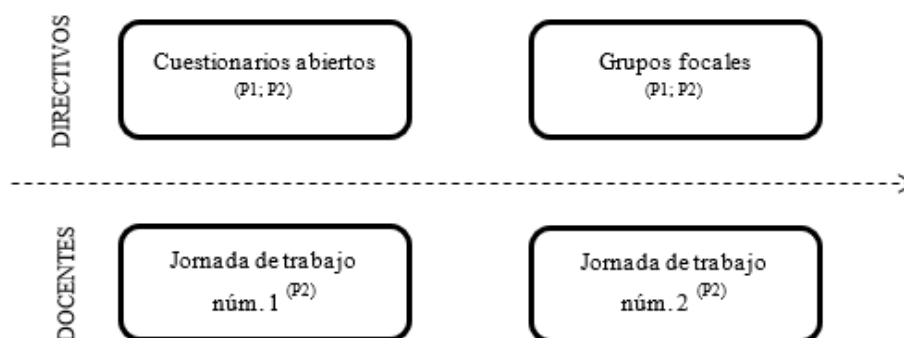 DIRECTIVOS
Cuestionarios abiertos
(P1; P2)
Grupos focales
(P1; P2)
DOCENTES
Jornada de trabajo
núm. 1 (P2)
Jornada de trabajo
núm. 2 (P2)